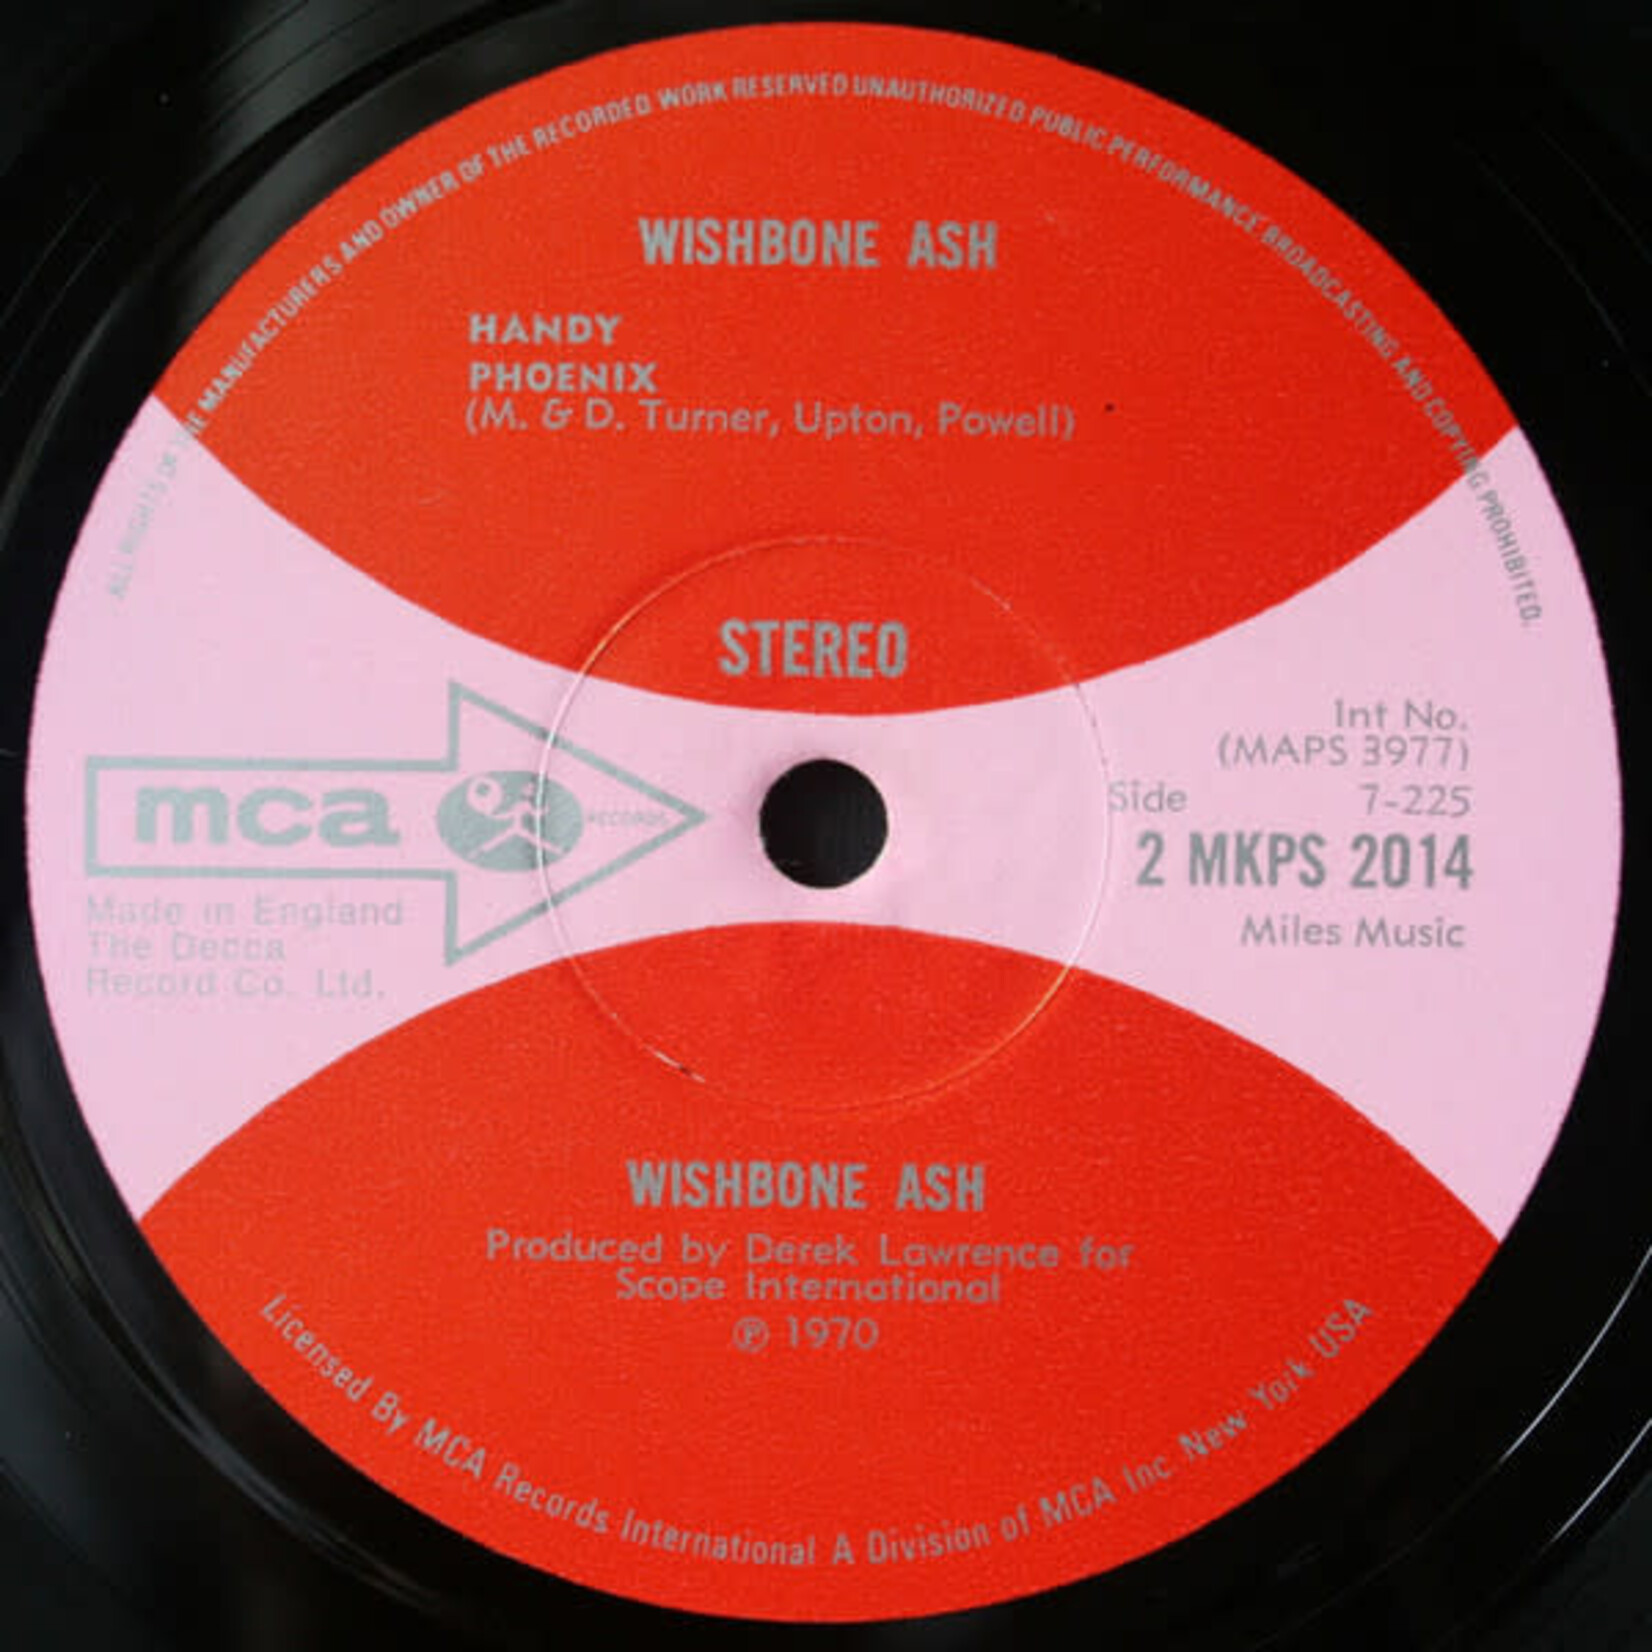 ALL RIGHTS OF THE MANUFACTURERS AND OWNER OF THE RECORDED WORK RESERVED UNAUTHORIZED PUBLIC PERFORMANCE BROADCASTING AND COPYING PROHIBITED.
WISHBONE ASH
HANDY
PHOENIX
(M. & D. Turner, Upton, Powell)
STEREO
mca RECORDS
Made in England
The Decca
Record Co. Ltd.
Int No.
(MAPS 3977)
Side 7-225
2 MKPS 2014
Miles Music
WISHBONE ASH
Produced by Derek Lawrence for
Scope International
℗ 1970
Licensed By MCA Records International A Division of MCA Inc New York USA